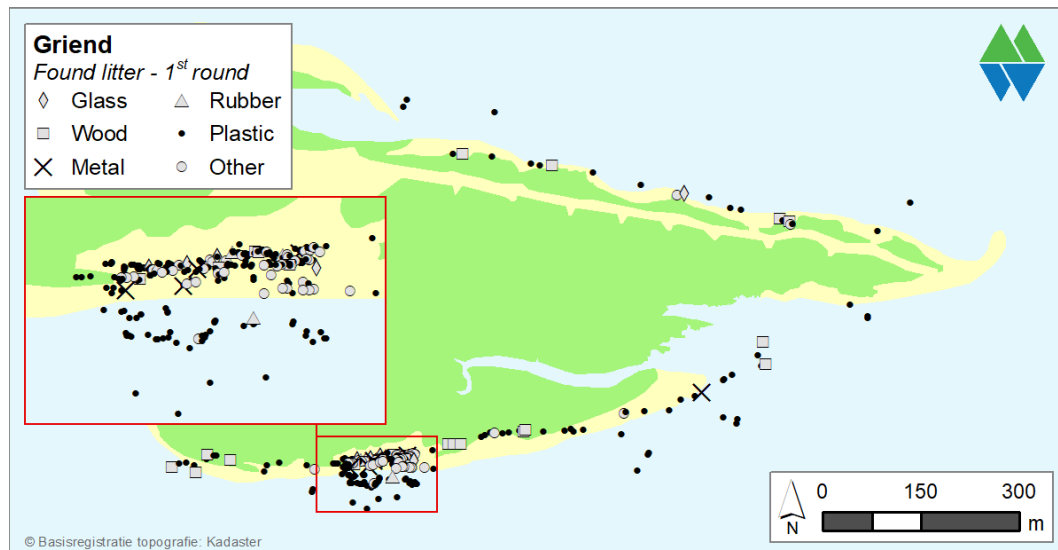 Griend
Found litter - 1st round
Glass
Rubber
Wood
Plastic
Metal
Other
0 150 300
m
N
© Basisregistratie topografie: Kadaster